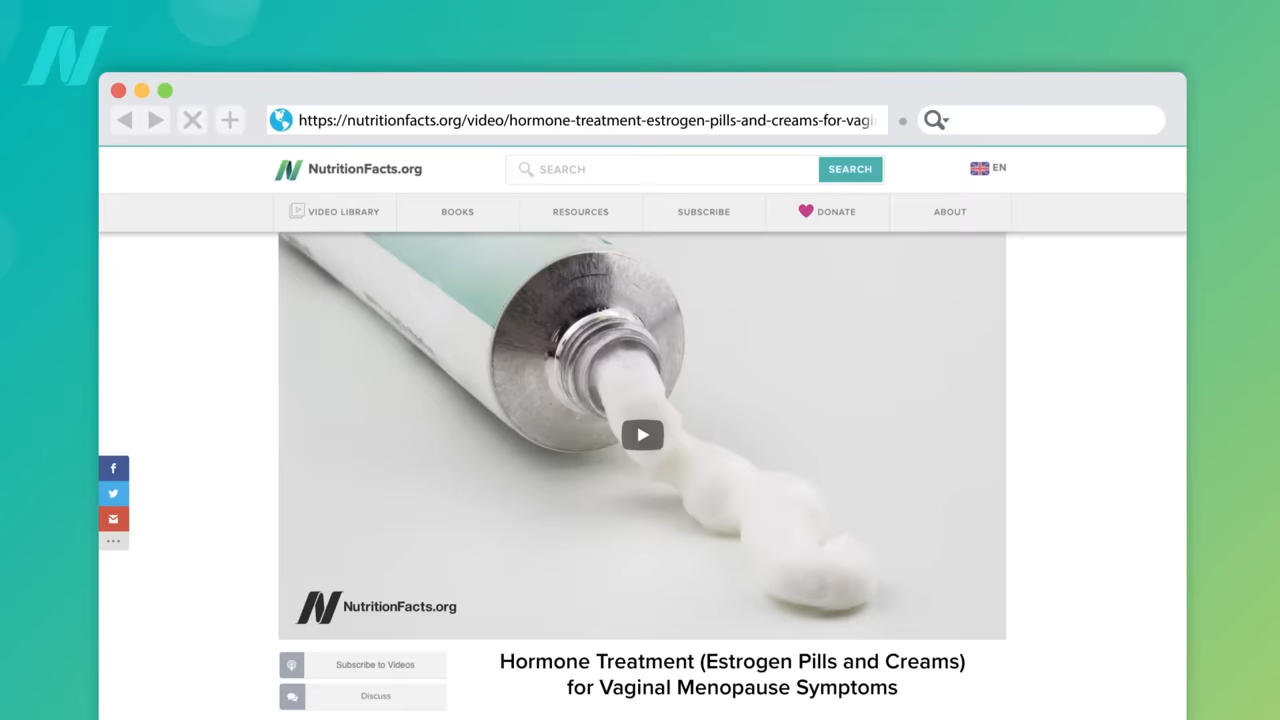 https://nutritionfacts.org/video/hormone-treatment-estrogen-pills-and-creams-for-vagi
NutritionFacts.org
SEARCH
SEARCH
EN
VIDEO LIBRARY
BOOKS
RESOURCES
SUBSCRIBE
DONATE
ABOUT
NutritionFacts.org
Subscribe to Videos
Discuss
Hormone Treatment (Estrogen Pills and Creams)
for Vaginal Menopause Symptoms